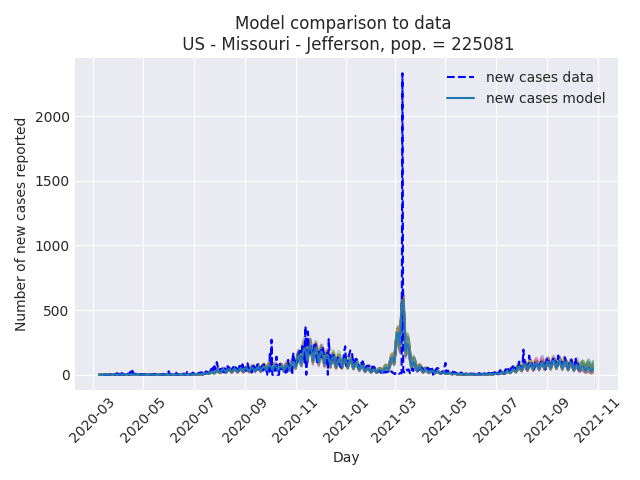 Model comparison to data
US - Missouri - Jefferson, pop. = 225081
new cases data
new cases model
Number of new cases reported
2000
1500
1000
500
0
2020-03
2020-05
2020-07
2020-09
2020-11
2021-01
2021-03
2021-05
2021-07
2021-09
2021-11
Day